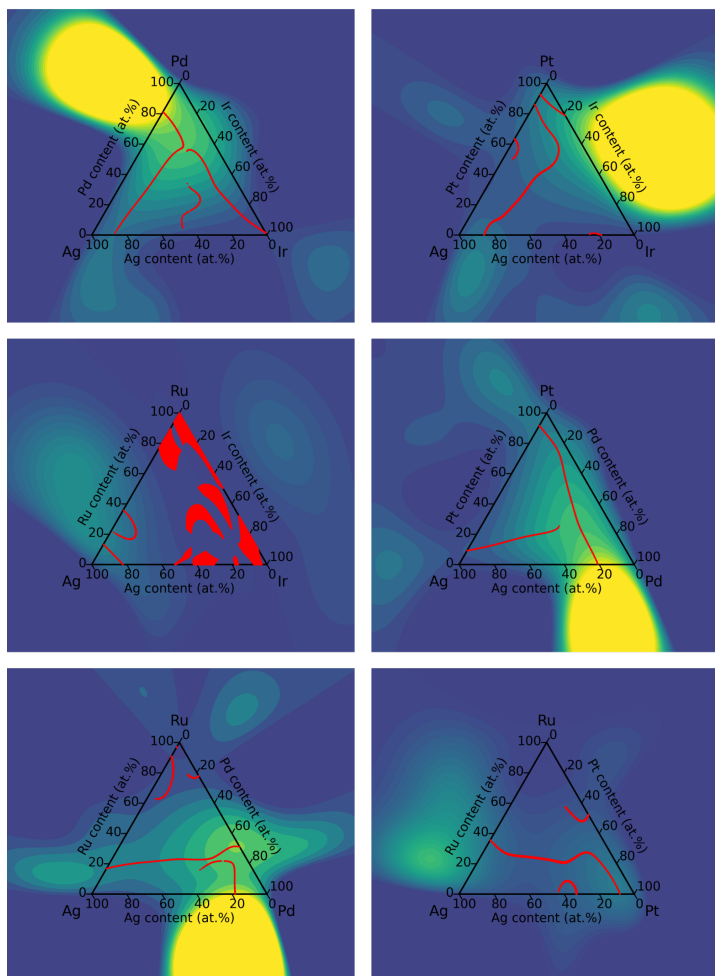 Pd
100 0
80 20
60 40
40 60
20 80
0 100
100 80 60 40 20 0
Pd content (at.%)
Ir content (at.%)
Ag content (at.%)
Ag Ir
Pt
100 0
80 20
60 40
40 60
20 80
0 100
100 80 60 40 20 0
Pt content (at.%)
Ir content (at.%)
Ag content (at.%)
Ag Ir
Ru
100 0
80 20
60 40
40 60
20 80
0 100
100 80 60 40 20 0
Ru content (at.%)
Ir content (at.%)
Ag content (at.%)
Ag Ir
Pt
100 0
80 20
60 40
40 60
20 80
0 100
100 80 60 40 20 0
Pt content (at.%)
Pd content (at.%)
Ag content (at.%)
Ag Pd
Ru
100 0
80 20
60 40
40 60
20 80
0 100
100 80 60 40 20 0
Ru content (at.%)
Pd content (at.%)
Ag content (at.%)
Ag Pd
Ru
100 0
80 20
60 40
40 60
20 80
0 100
100 80 60 40 20 0
Ru content (at.%)
Pt content (at.%)
Ag content (at.%)
Ag Pt